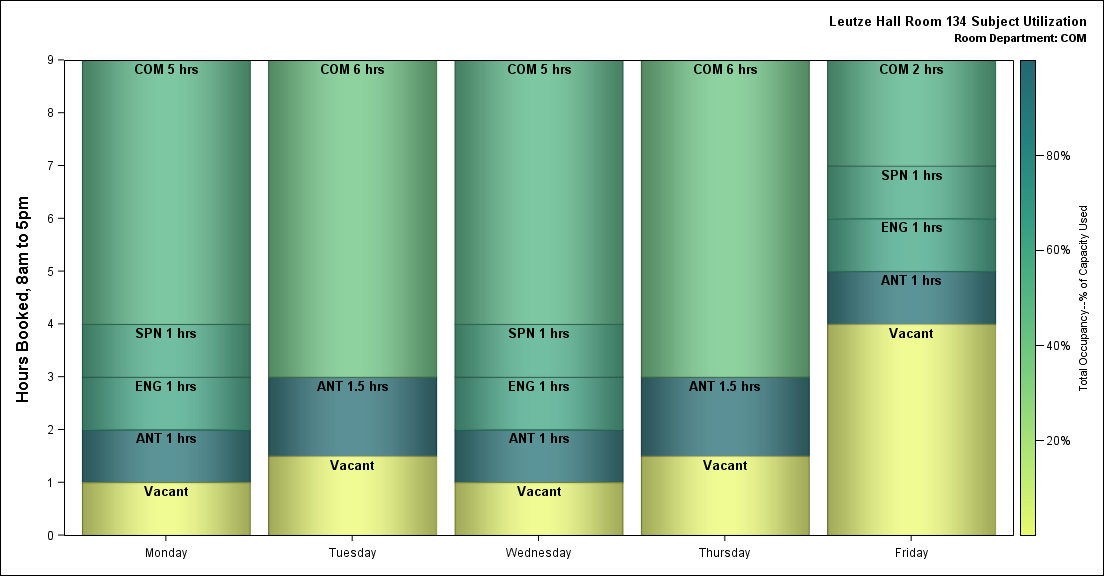 Leutze Hall Room 134 Subject Utilization
Room Department: COM
Hours Booked, 8am to 5pm
9
8
7
6
5
4
3
2
1
0
COM 5 hrs
SPN 1 hrs
ENG 1 hrs
ANT 1 hrs
Vacant
COM 6 hrs
ANT 1.5 hrs
Vacant
COM 5 hrs
SPN 1 hrs
ENG 1 hrs
ANT 1 hrs
Vacant
COM 6 hrs
ANT 1.5 hrs
Vacant
COM 2 hrs
SPN 1 hrs
ENG 1 hrs
ANT 1 hrs
Vacant
Monday
Tuesday
Wednesday
Thursday
Friday
80%
60%
40%
20%
Total Occupancy--% of Capacity Used